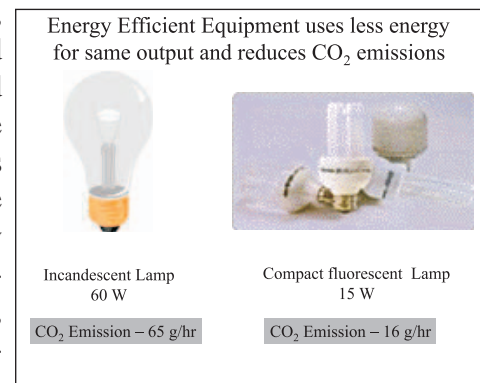 Energy Efficient Equipment uses less energy
for same output and reduces CO₂ emissions
Incandescent Lamp
60 W
CO₂ Emission – 65 g/hr
Compact fluorescent Lamp
15 W
CO₂ Emission – 16 g/hr